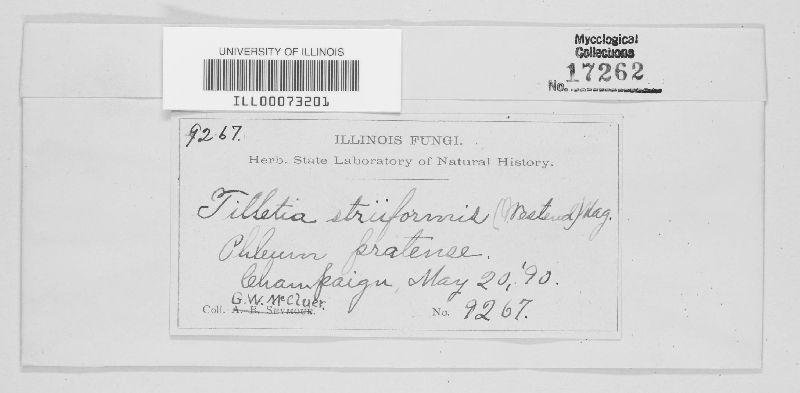 UNIVERSITY OF ILLINOIS
ILL00073201
Mycological
Collections
No. 17262
9267.
ILLINOIS FUNGI.
Herb. State Laboratory of Natural History.
Tilletia striiformis (Westend) Mag.
Phleum pratense.
Champaign, May 20, '90.
G.W. McCluer.
Coll. A. B. Seymour. No. 9267.